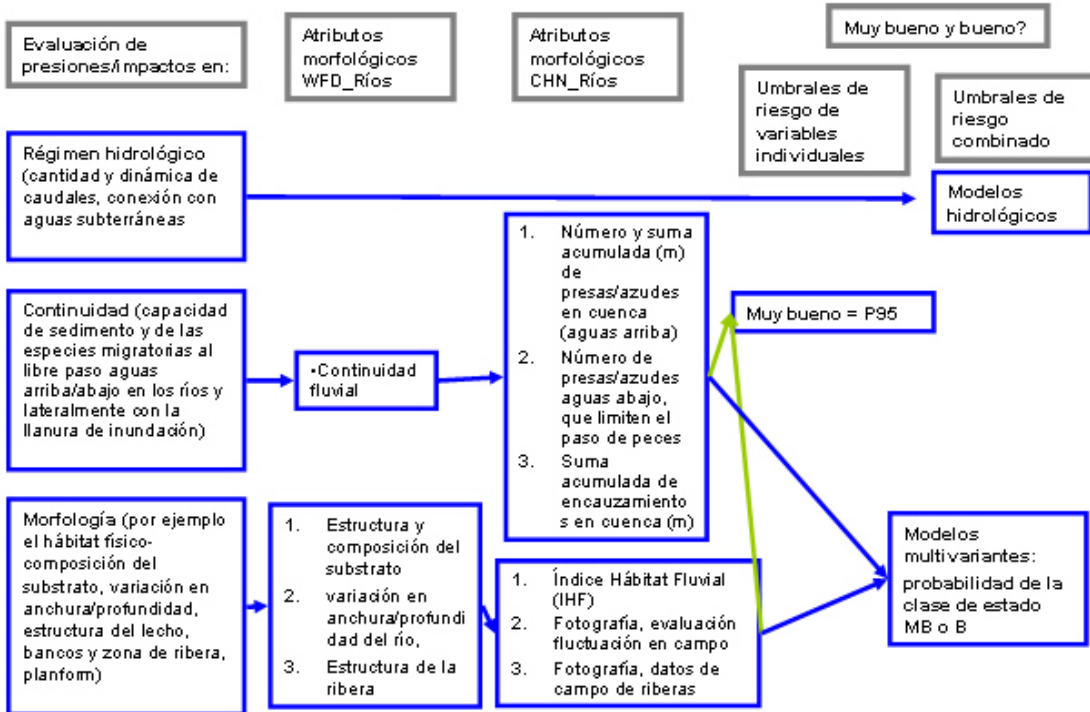 Evaluación de
presiones/impactos en:
Atributos
morfológicos
WFD_Ríos
Atributos
morfológicos
CHN_Ríos
Muy bueno y bueno?
Umbrales de
riesgo de
variables
individuales
Umbrales de
riesgo
combinado
Régimen hidrológico
(cantidad y dinámica de
caudales, conexión con
aguas subterráneas
Modelos
hidrológicos
Continuidad (capacidad
de sedimento y de las
especies migratorias al
libre paso aguas
arriba/abajo en los ríos y
lateralmente con la
llanura de inundación)
•Continuidad
fluvial
1. Número y suma
acumulada (m)
de
presas/azudes
en cuenca
(aguas arriba)
2. Número de
presas/azudes
aguas abajo,
que limiten el
paso de peces
3. Suma
acumulada de
encauzamiento
s en cuenca (m)
Muy bueno = P95
Morfología (por ejemplo
el hábitat físico-
composición del
substrato, variación en
anchura/profundidad,
estructura del lecho,
bancos y zona de ribera,
planform)
1. Estructura y
composición del
substrato
2. variación en
anchura/profundi
dad del río,
3. Estructura de la
ribera
1. Índice Hábitat Fluvial
(IHF)
2. Fotografía, evaluación
fluctuación en campo
3. Fotografía, datos de
campo de riberas
Modelos
multivariantes:
probabilidad de la
clase de estado
MB o B